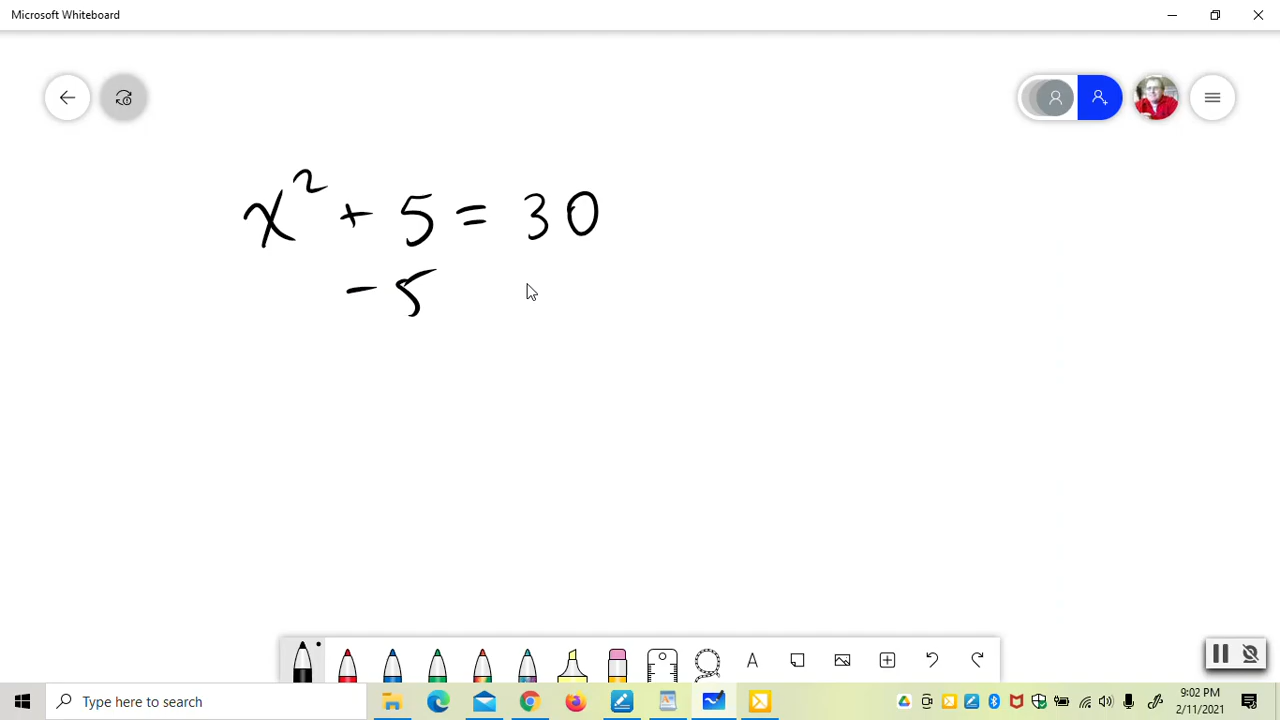 Microsoft Whiteboard
x² + 5 = 30
- 5
A
Type here to search
9:02 PM
2/11/2021